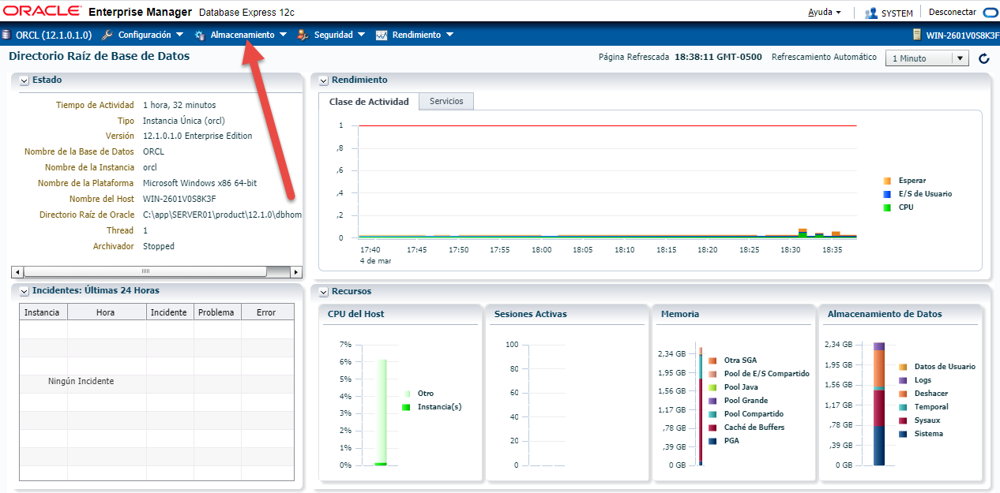 ORACLE Enterprise Manager Database Express 12c
Ayuda
SYSTEM
Desconectar
ORCL (12.1.0.1.0) Configuración Almacenamiento Seguridad Rendimiento
WIN-2601V0S8K3F
Directorio Raíz de Base de Datos
Página Refrescada 18:38:11 GMT-0500 Refrescamiento Automático 1 Minuto
Estado
Tiempo de Actividad 1 hora, 32 minutos
Tipo Instancia Única (orcl)
Versión 12.1.0.1.0 Enterprise Edition
Nombre de la Base de Datos ORCL
Nombre de la Instancia orcl
Nombre de la Plataforma Microsoft Windows x86 64-bit
Nombre del Host WIN-2601V0S8K3F
Directorio Raíz de Oracle C:\app\SERVER01\product\12.1.0\dbhom
Thread 1
Archivador Stopped
Rendimiento
Clase de Actividad Servicios
1
,8
,6
,4
,2
0
17:40 17:45 17:50 17:55 18:00 18:05 18:10 18:15 18:20 18:25 18:30 18:35
4 de mar
Esperar
E/S de Usuario
CPU
Incidentes: Últimas 24 Horas
Instancia Hora Incidente Problema Error
Ningún Incidente
Recursos
CPU del Host
7%
6%
5%
4%
3%
2%
1%
0%
Otro
Instancia(s)
Sesiones Activas
100
80
60
40
20
0
Memoria
2,34 GB
1,95 GB
1,56 GB
1,17 GB
,78 GB
,39 GB
0 GB
Otra SGA
Pool de E/S Compartido
Pool Java
Pool Grande
Pool Compartido
Caché de Buffers
PGA
Almacenamiento de Datos
2,34 GB
1,95 GB
1,56 GB
1,17 GB
,78 GB
,39 GB
0 GB
Datos de Usuario
Logs
Deshacer
Temporal
Sysaux
Sistema